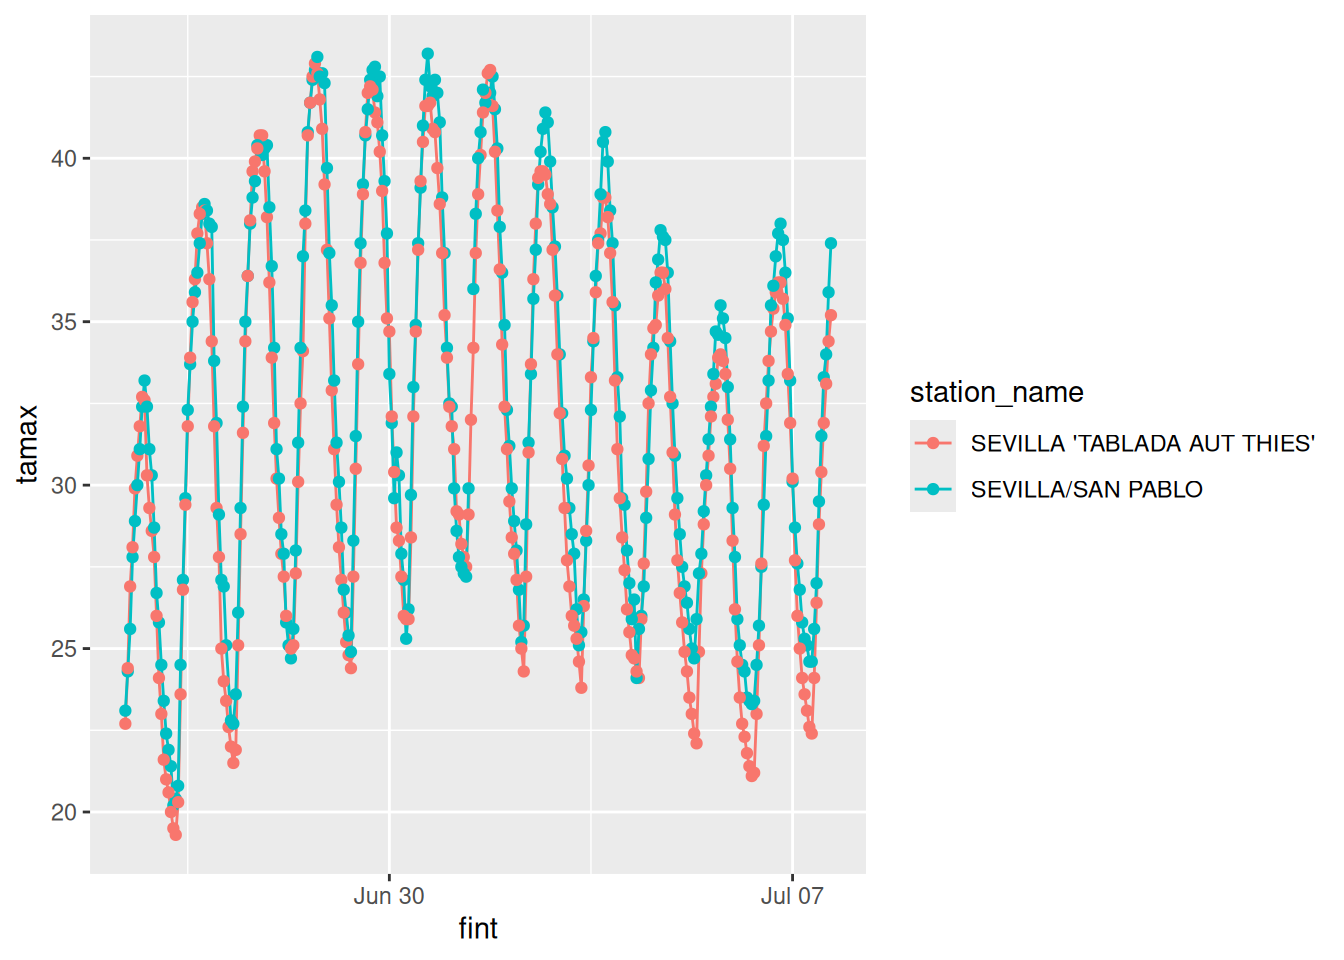 tamax
40
35
30
25
20
Jun 30
Jul 07
fint
station_name
SEVILLA 'TABLADA AUT THIES'
SEVILLA/SAN PABLO